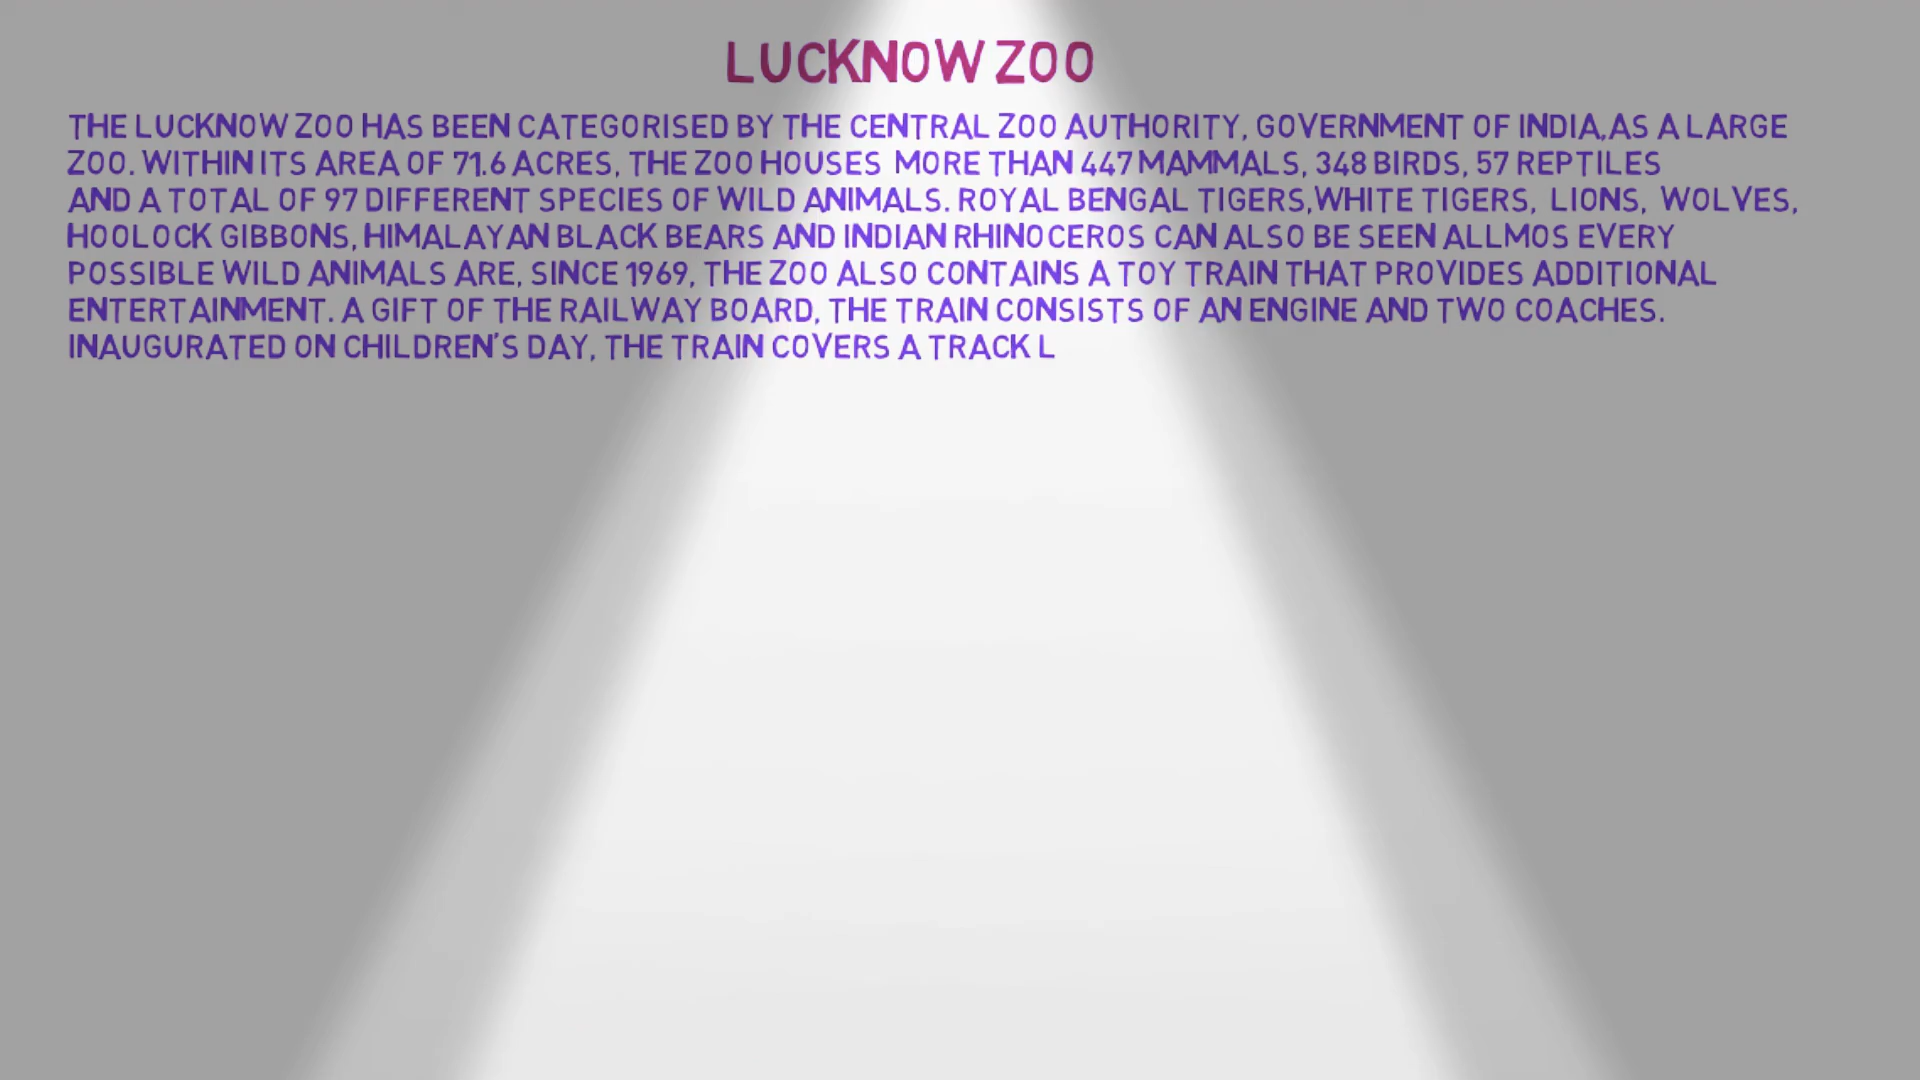 LUCKNOW ZOO
THE LUCKNOW ZOO HAS BEEN CATEGORISED BY THE CENTRAL ZOO AUTHORITY, GOVERNMENT OF INDIA,AS A LARGE
ZOO. WITHIN ITS AREA OF 71.6 ACRES, THE ZOO HOUSES MORE THAN 447 MAMMALS, 348 BIRDS, 57 REPTILES
AND A TOTAL OF 97 DIFFERENT SPECIES OF WILD ANIMALS. ROYAL BENGAL TIGERS,WHITE TIGERS, LIONS, WOLVES,
HOOLOCK GIBBONS, HIMALAYAN BLACK BEARS AND INDIAN RHINOCEROS CAN ALSO BE SEEN ALLMOS EVERY
POSSIBLE WILD ANIMALS ARE, SINCE 1969, THE ZOO ALSO CONTAINS A TOY TRAIN THAT PROVIDES ADDITIONAL
ENTERTAINMENT. A GIFT OF THE RAILWAY BOARD, THE TRAIN CONSISTS OF AN ENGINE AND TWO COACHES.
INAUGURATED ON CHILDREN'S DAY, THE TRAIN COVERS A TRACK L